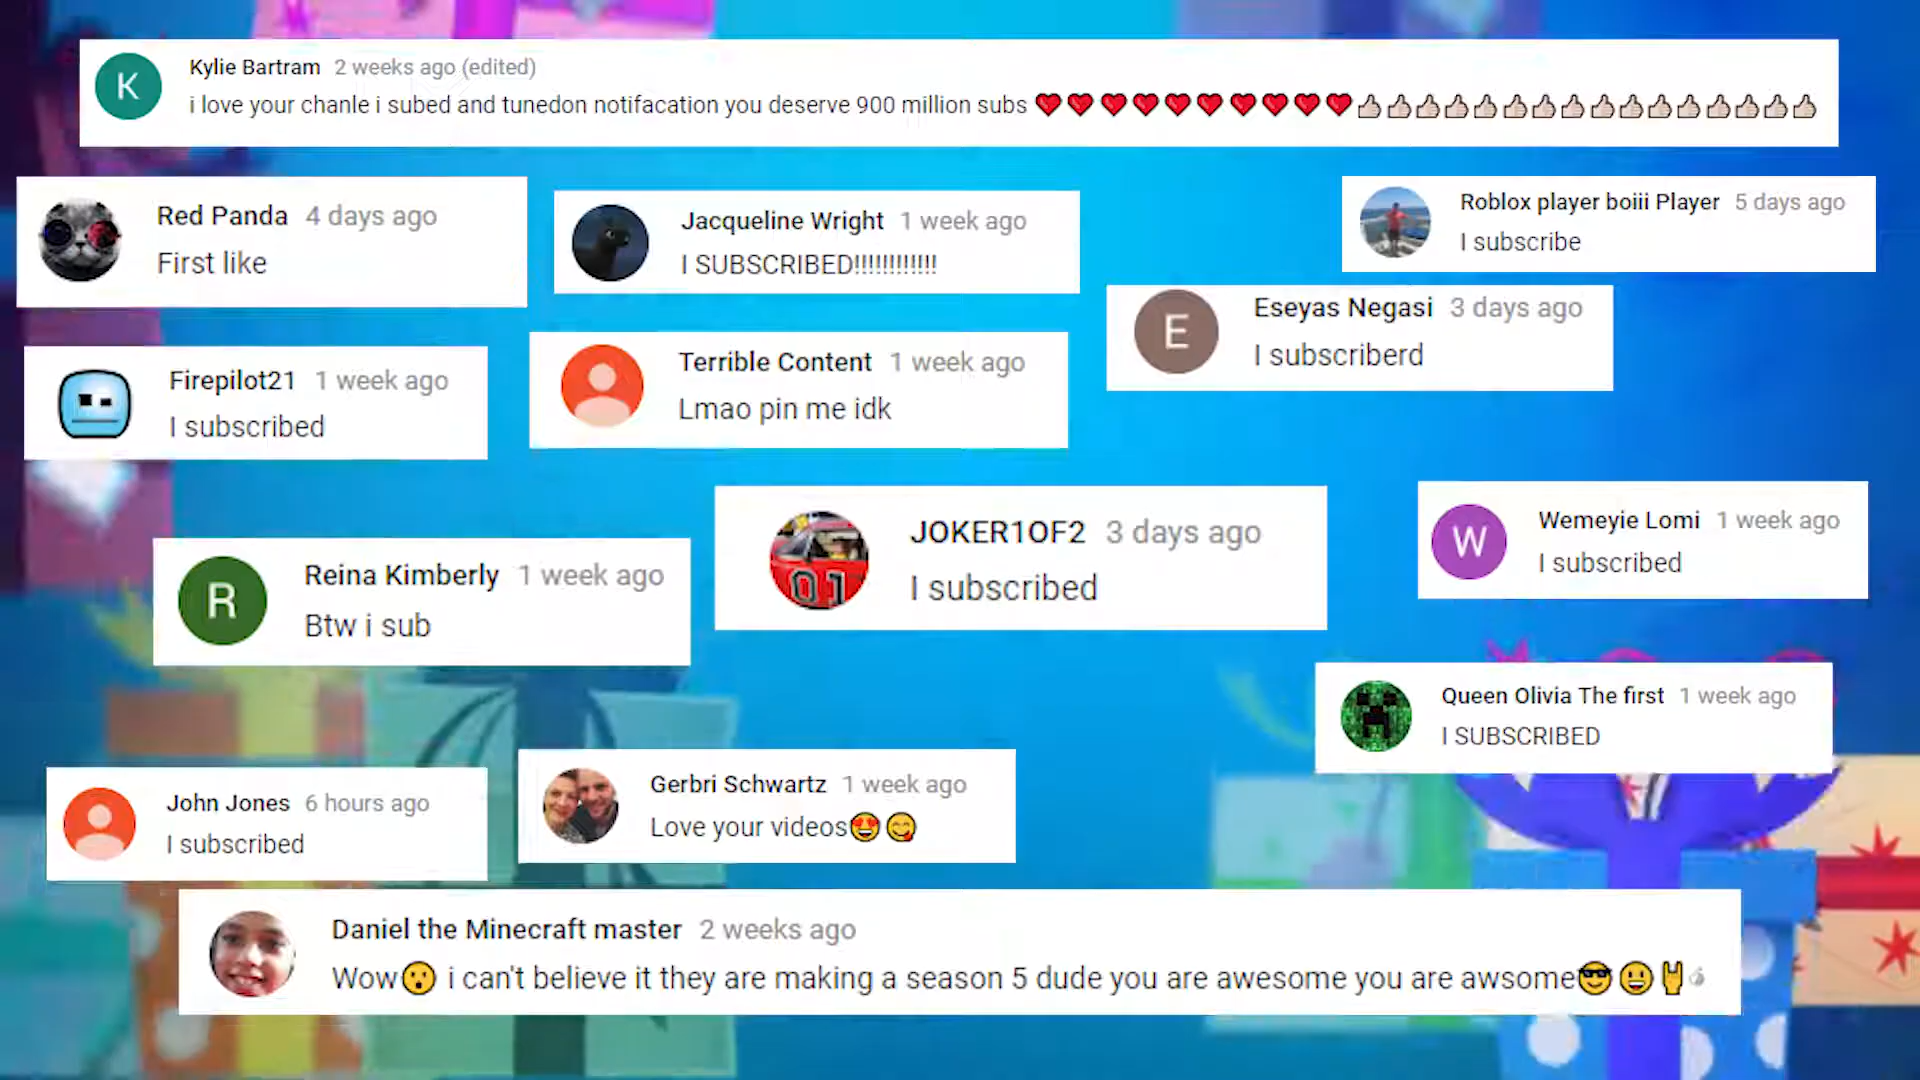 K
Kylie Bartram 2 weeks ago (edited)
i love your chanle i subed and tunedon notifacation you deserve 900 million subs ❤❤❤❤❤❤❤❤❤❤👍🏻👍🏻👍🏻👍🏻👍🏻👍🏻👍🏻👍🏻👍🏻👍🏻👍🏻👍🏻👍🏻👍🏻👍🏻👍🏻
Red Panda 4 days ago
First like
Jacqueline Wright 1 week ago
I SUBSCRIBED!!!!!!!!!!!!
Roblox player boiii Player 5 days ago
I subscribe
E
Eseyas Negasi 3 days ago
I subscriberd
Firepilot21 1 week ago
I subscribed
Terrible Content 1 week ago
Lmao pin me idk
JOKER1OF2 3 days ago
I subscribed
01
W
Wemeyie Lomi 1 week ago
I subscribed
R
Reina Kimberly 1 week ago
Btw i sub
Queen Olivia The first 1 week ago
I SUBSCRIBED
John Jones 6 hours ago
I subscribed
Gerbri Schwartz 1 week ago
Love your videos😍😋
Daniel the Minecraft master 2 weeks ago
Wow😮 i can't believe it they are making a season 5 dude you are awesome you are awsome😎😃🤘